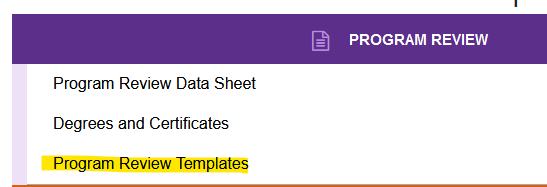 PROGRAM REVIEW
Program Review Data Sheet
Degrees and Certificates
Program Review Templates